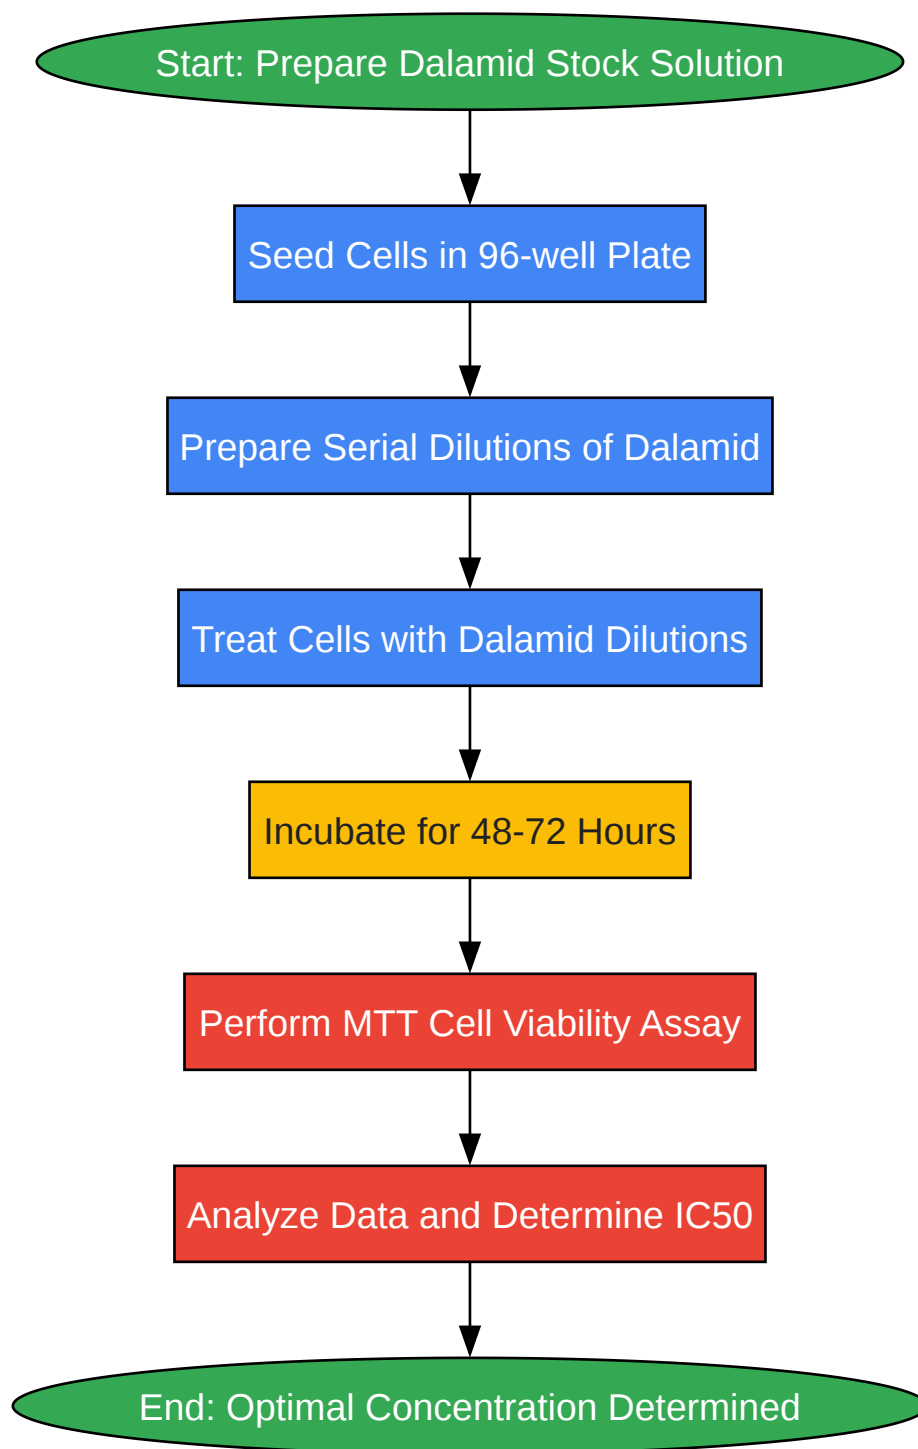 Start: Prepare Dalamid Stock Solution
Seed Cells in 96-well Plate
Prepare Serial Dilutions of Dalamid
Treat Cells with Dalamid Dilutions
Incubate for 48-72 Hours
Perform MTT Cell Viability Assay
Analyze Data and Determine IC50
End: Optimal Concentration Determined